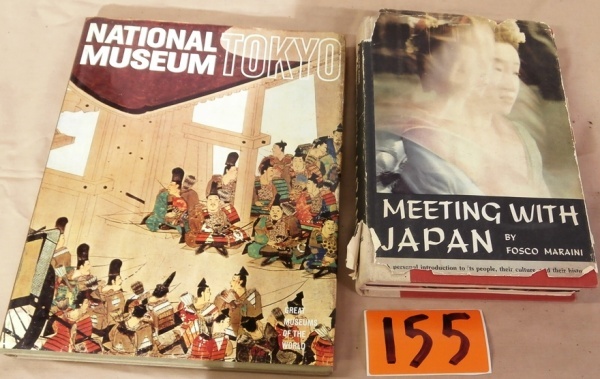 NATIONAL TOKYO
MUSEUM
GREAT
MUSEUMS
OF THE
WORLD
MEETING WITH
JAPAN BY
FOSCO MARAINI
A personal introduction to its people, their culture and their
155